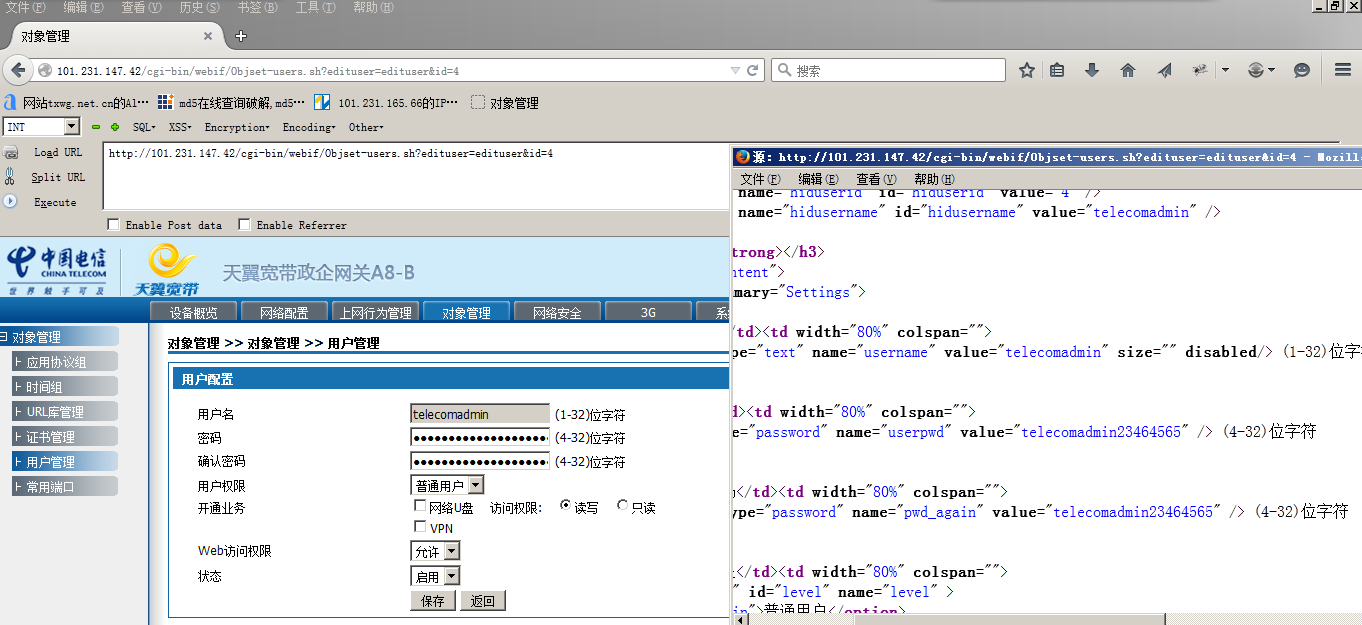 文件(F) 编辑(E) 查看(V) 历史(S) 书签(B) 工具(T) 帮助(H)
对象管理
101.231.147.42/cgi-bin/webif/Objset-users.sh?edituser=edituser&id=4
搜索
网站txwg.net.cn的Al… md5在线查询破解,md5… 101.231.165.66的IP… 对象管理
INT SQL▾ XSS▾ Encryption▾ Encoding▾ Other▾
Load URL
Split URL
Execute
http://101.231.147.42/cgi-bin/webif/Objset-users.sh?edituser=edituser&id=4
Enable Post data Enable Referrer
中国电信
CHINA TELECOM
世界触手可及
天翼宽带
天翼宽带政企网关A8-B
设备概览 网络配置 上网行为管理 对象管理 网络安全 3G 系
对象管理
应用协议组
时间组
URL库管理
证书管理
用户管理
常用端口
对象管理 >> 对象管理 >> 用户管理
用户配置
用户名 telecomadmin (1-32)位字符
密码 (4-32)位字符
确认密码 (4-32)位字符
用户权限 普通用户
开通业务 网络U盘 访问权限: 读写 只读
VPN
Web访问权限 允许
状态 启用
保存 返回
源: http://101.231.147.42/cgi-bin/webif/Objset-users.sh?edituser=edituser&id=4 - Mozilla
文件(F) 编辑(E) 查看(V) 帮助(H)
name="hiduserid" id="hiduserid" value="4" />
name="hidusername" id="hidusername" value="telecomadmin" />
trong></h3>
ntent">
mary="Settings">
/td><td width="80%" colspan="">
pe="text" name="username" value="telecomadmin" size="" disabled/> (1-32)位字
d><td width="80%" colspan="">
e="password" name="userpwd" value="telecomadmin23464565" /> (4-32)位字符
</td><td width="80%" colspan="">
ype="password" name="pwd_again" value="telecomadmin23464565" /> (4-32)位字符
</td><td width="80%" colspan="">
" id="level" name="level" >
in">普通用户</option>